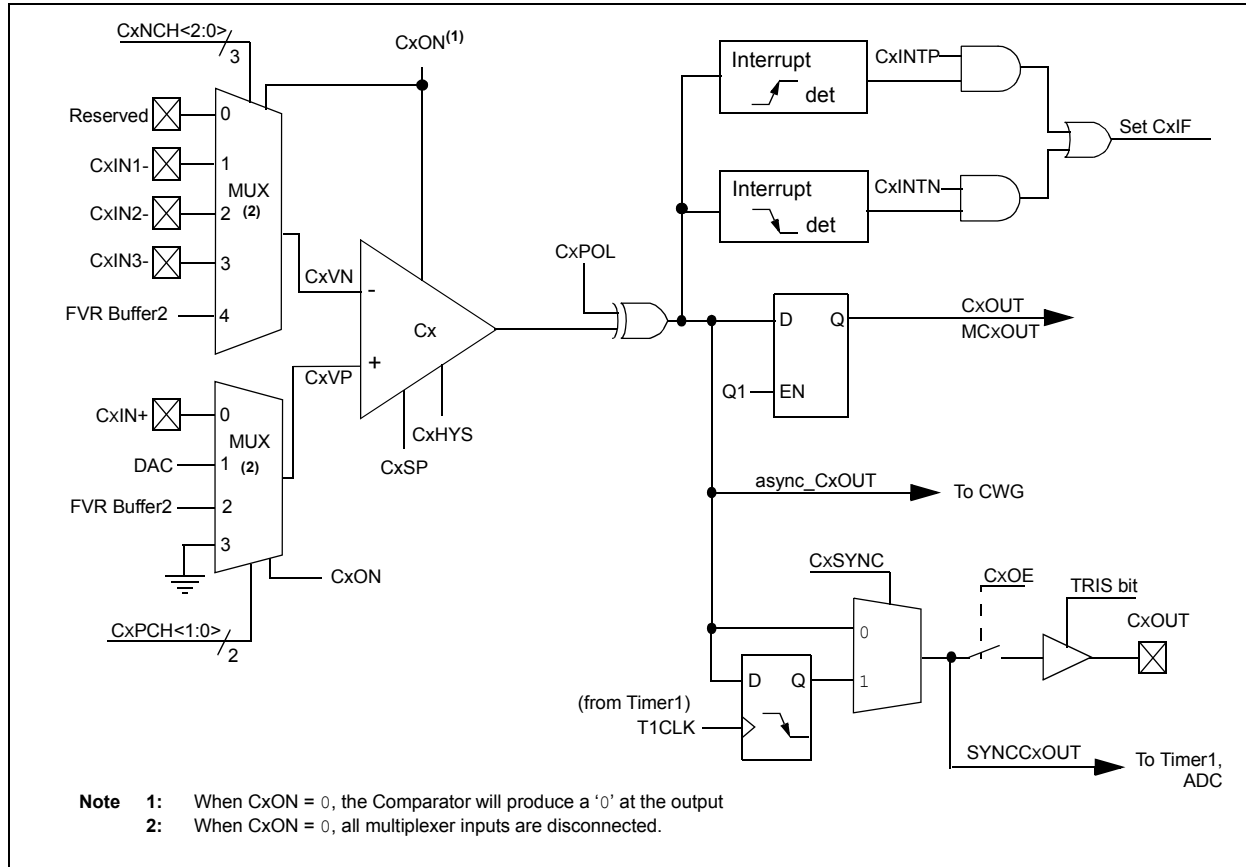 CxNCH<2:0>
3
CxON(1)
Interrupt
det
CxINTP
Reserved
0
CxIN1-
1
MUX
(2)
CxIN2-
2
CxIN3-
3
FVR Buffer2
4
Set CxIF
Interrupt
det
CxINTN
CxVN
-
CxPOL
Cx
CxVP
+
D
Q
CxOUT
MCxOUT
Q1
EN
CxIN+
0
MUX
(2)
DAC
1
FVR Buffer2
2
3
CxHYS
CxSP
CxON
CxPCH<1:0>
2
async_CxOUT
To CWG
CxSYNC
CxOE
TRIS bit
CxOUT
0
D
Q
1
(from Timer1)
T1CLK
SYNCCxOUT
To Timer1,
ADC
Note 1: When CxON = 0, the Comparator will produce a ‘0’ at the output
2: When CxON = 0, all multiplexer inputs are disconnected.